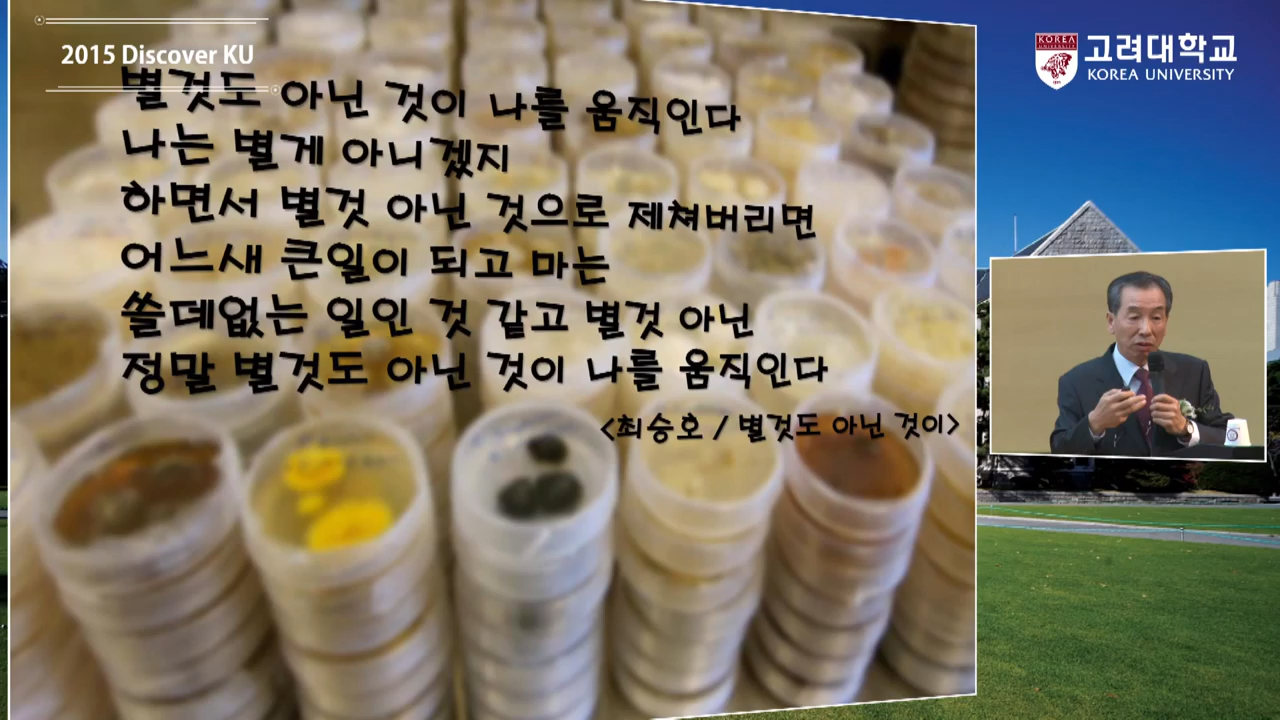 2015 Discover KU
별것도 아닌 것이 나를 움직인다
나는 별게 아니겠지
하면서 별것 아닌 것으로 제쳐버리면
어느새 큰일이 되고 마는
쓸데없는 일인 것 같고 별것 아닌
정말 별것도 아닌 것이 나를 움직인다
<최승호 / 별것도 아닌 것이>
KOREA
UNIVERSITY
고려대학교
KOREA UNIVERSITY